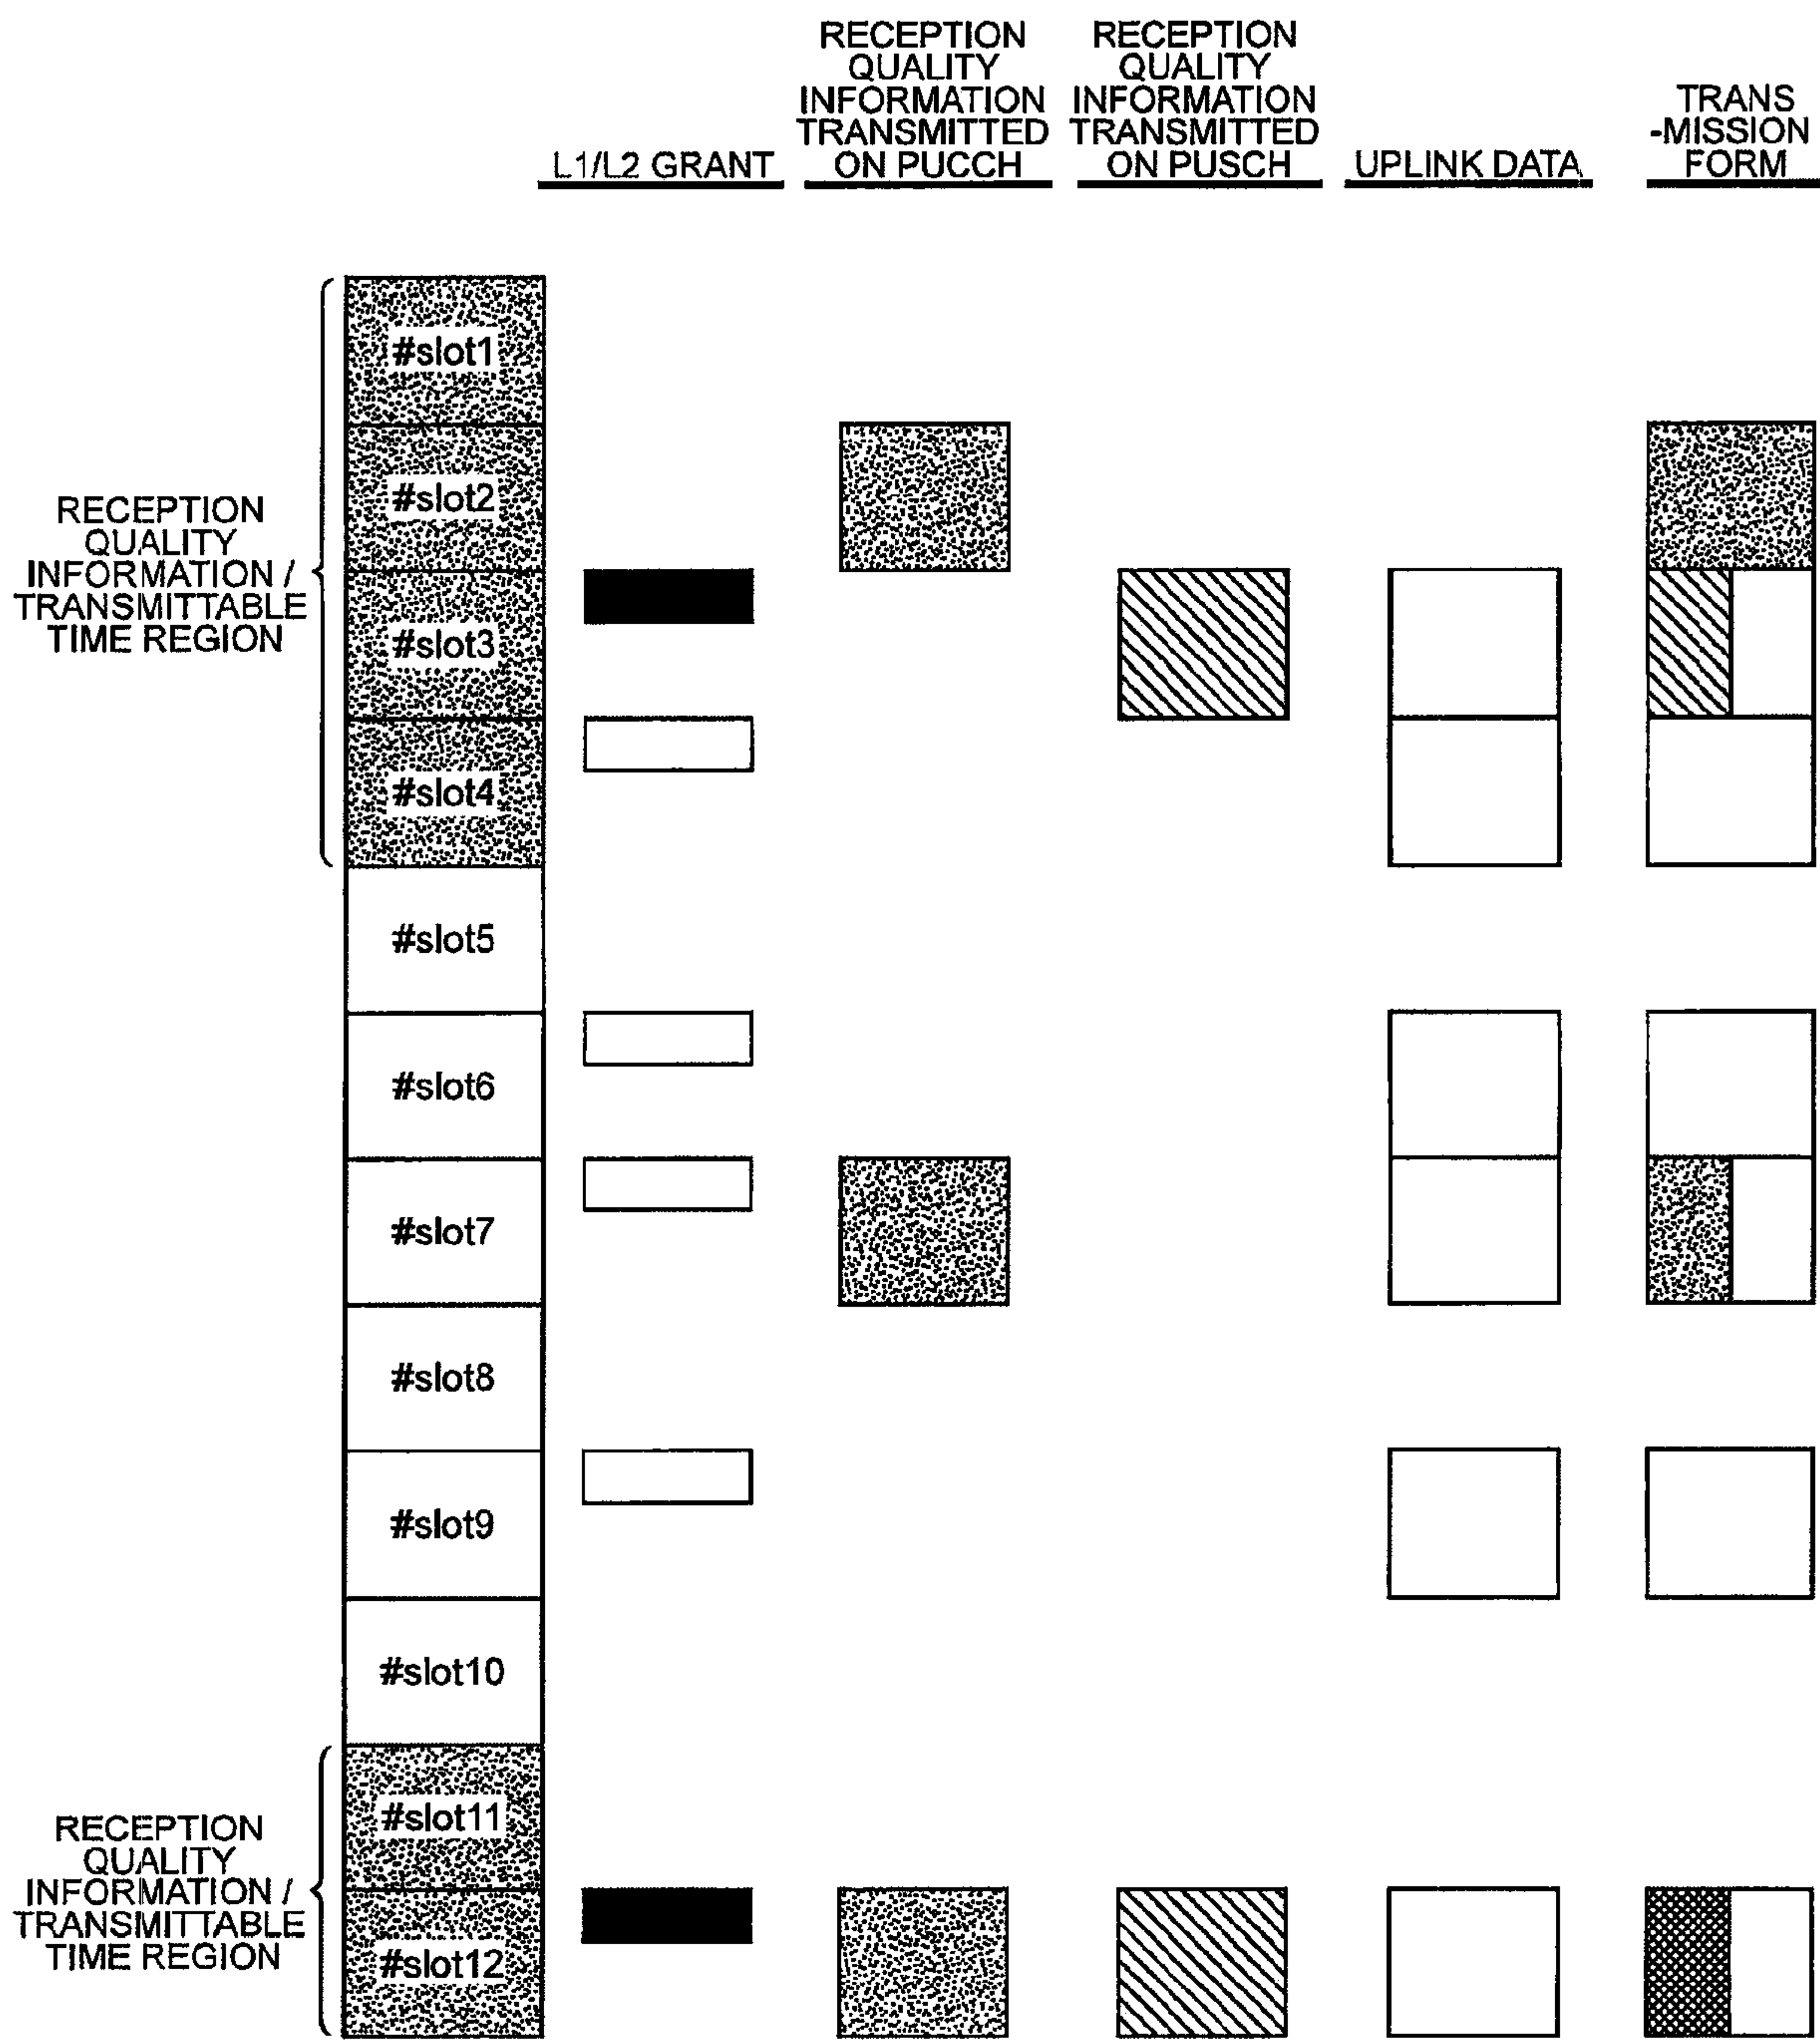 RECEPTION
QUALITY
INFORMATION
TRANSMITTED
ON PUCCH
RECEPTION
QUALITY
INFORMATION
TRANSMITTED
ON PUSCH
TRANS
-MISSION
FORM
L1/L2 GRANT
UPLINK DATA
RECEPTION
QUALITY
INFORMATION /
TRANSMITTABLE
TIME REGION
#slot1
#slot2
#slot3
#slot4
#slot5
#slot6
#slot7
#slot8
#slot9
#slot10
RECEPTION
QUALITY
INFORMATION /
TRANSMITTABLE
TIME REGION
#slot11
#slot12